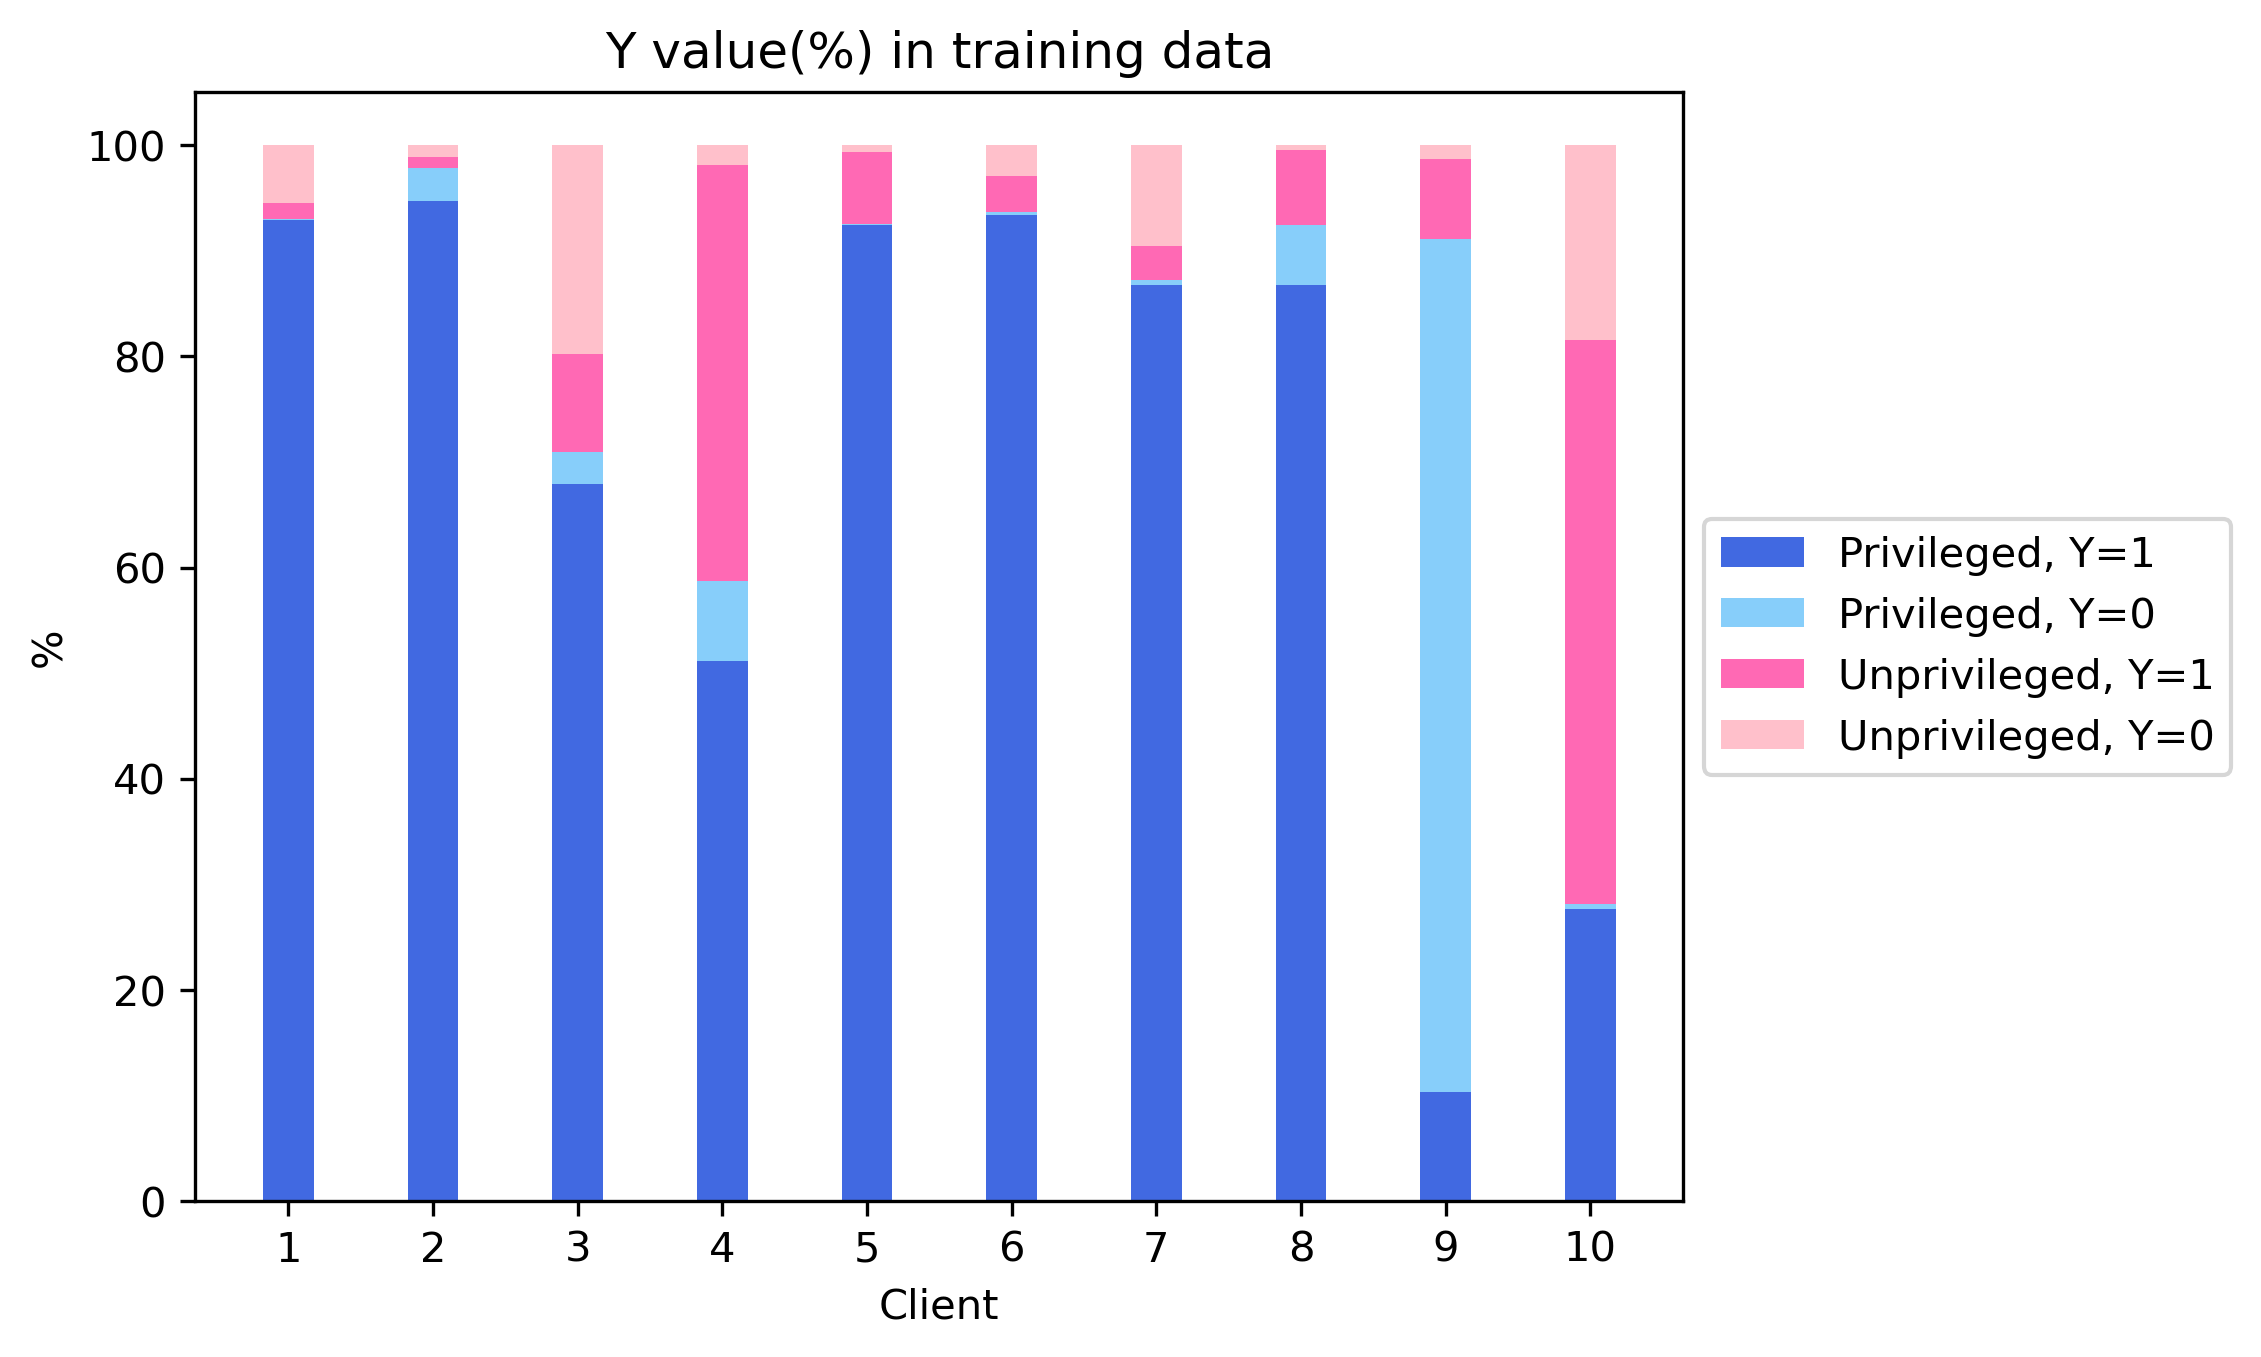 Y value(%) in training data
100
80
60
40
20
0
%
1 2 3 4 5 6 7 8 9 10
Client
Privileged, Y=1
Privileged, Y=0
Unprivileged, Y=1
Unprivileged, Y=0